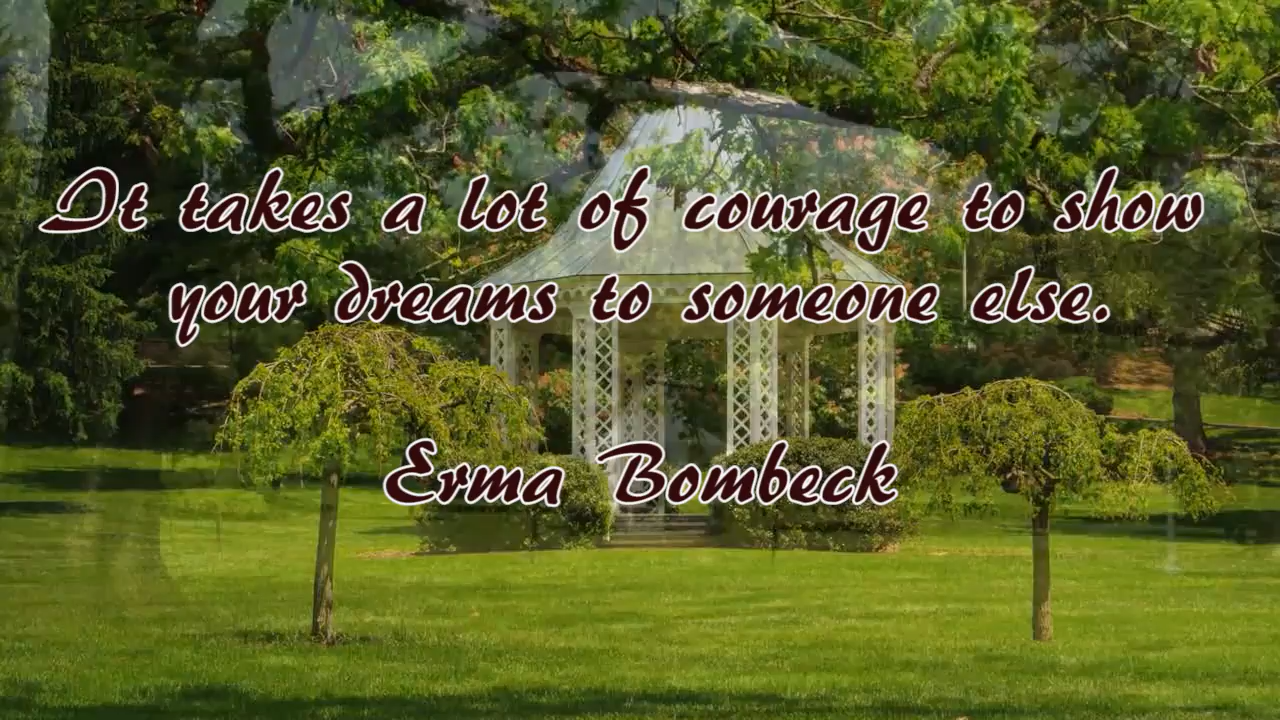 It takes a lot of courage to show
your dreams to someone else.
Erma Bombeck